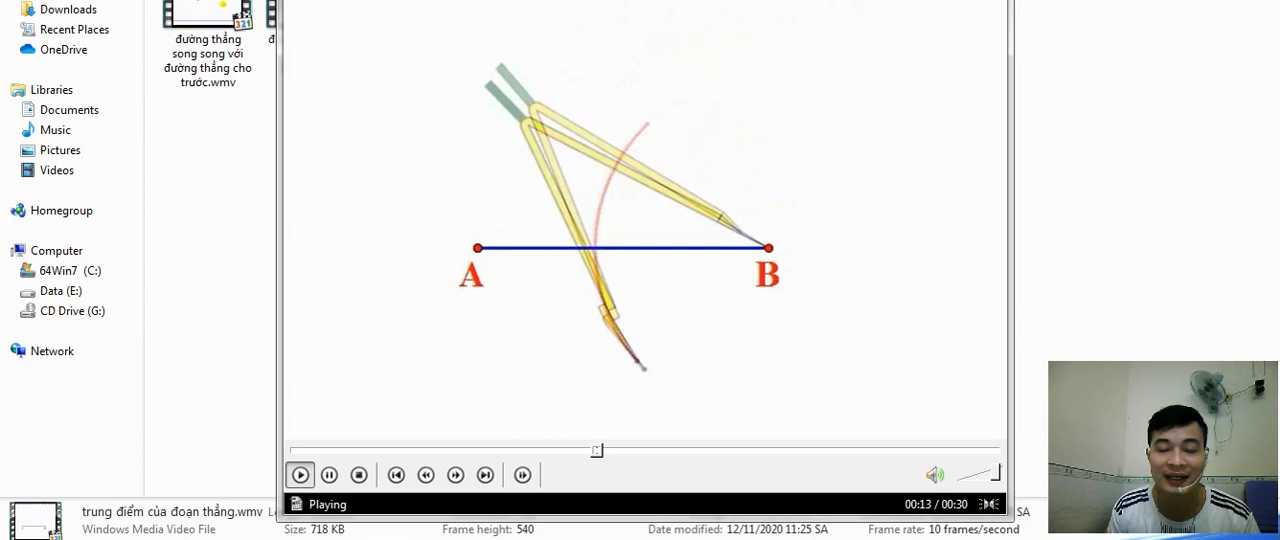 Downloads
Recent Places
OneDrive
Libraries
Documents
Music
Pictures
Videos
Homegroup
Computer
64Win7 (C:)
Data (E:)
CD Drive (G:)
Network
321
đường thẳng
song song với
đường thẳng cho
trước.wmv
A
B
Playing
00:13 / 00:30
trung điểm của đoạn thẳng.wmv
SA
Windows Media Video File
Size: 718 KB
Frame height: 540
Date modified: 12/11/2020 11:25 SA
Frame rate: 10 frames/second